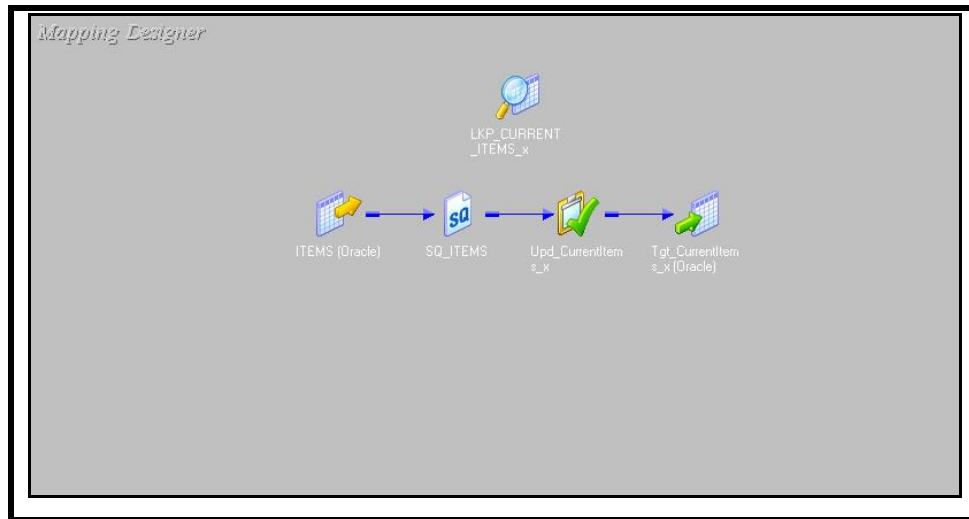 Mapping Designer
LKP_CURRENT
_ITEMS_x
ITEMS (Oracle)
SQ_ITEMS
Upd_CurrentItem
s_x
Tgt_CurrentItem
s_x (Oracle)
SQ